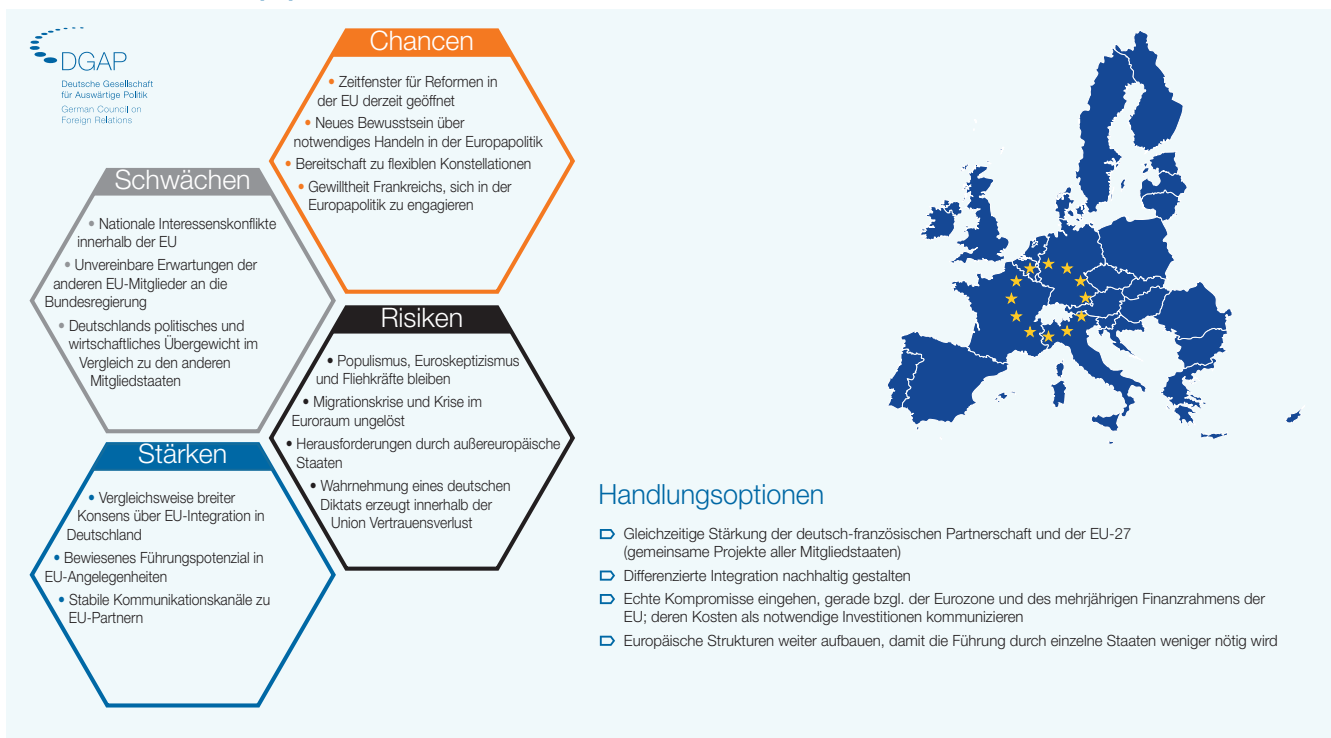 DGAP
Deutsche Gesellschaft
für Auswärtige Politik
German Council on
Foreign Relations
Chancen
• Zeitfenster für Reformen in
der EU derzeit geöffnet
• Neues Bewusstsein über
notwendiges Handeln in der Europapolitik
• Bereitschaft zu flexiblen Konstellationen
• Gewilltheit Frankreichs, sich in der
Europapolitik zu engagieren
Schwächen
• Nationale Interessenskonflikte
innerhalb der EU
• Unvereinbare Erwartungen der
anderen EU-Mitglieder an die
Bundesregierung
• Deutschlands politisches und
wirtschaftliches Übergewicht im
Vergleich zu den anderen
Mitgliedstaaten
Risiken
• Populismus, Euroskeptizismus
und Fliehkräfte bleiben
• Migrationskrise und Krise im
Euroraum ungelöst
• Herausforderungen durch außereuropäische
Staaten
• Wahrnehmung eines deutschen
Diktats erzeugt innerhalb der
Union Vertrauensverlust
Stärken
• Vergleichsweise breiter
Konsens über EU-Integration in
Deutschland
• Bewiesenes Führungspotenzial in
EU-Angelegenheiten
• Stabile Kommunikationskanäle zu
EU-Partnern
Handlungsoptionen
Gleichzeitige Stärkung der deutsch-französischen Partnerschaft und der EU-27
(gemeinsame Projekte aller Mitgliedstaaten)
Differenzierte Integration nachhaltig gestalten
Echte Kompromisse eingehen, gerade bzgl. der Eurozone und des mehrjährigen Finanzrahmens der
EU; deren Kosten als notwendige Investitionen kommunizieren
Europäische Strukturen weiter aufbauen, damit die Führung durch einzelne Staaten weniger nötig wird